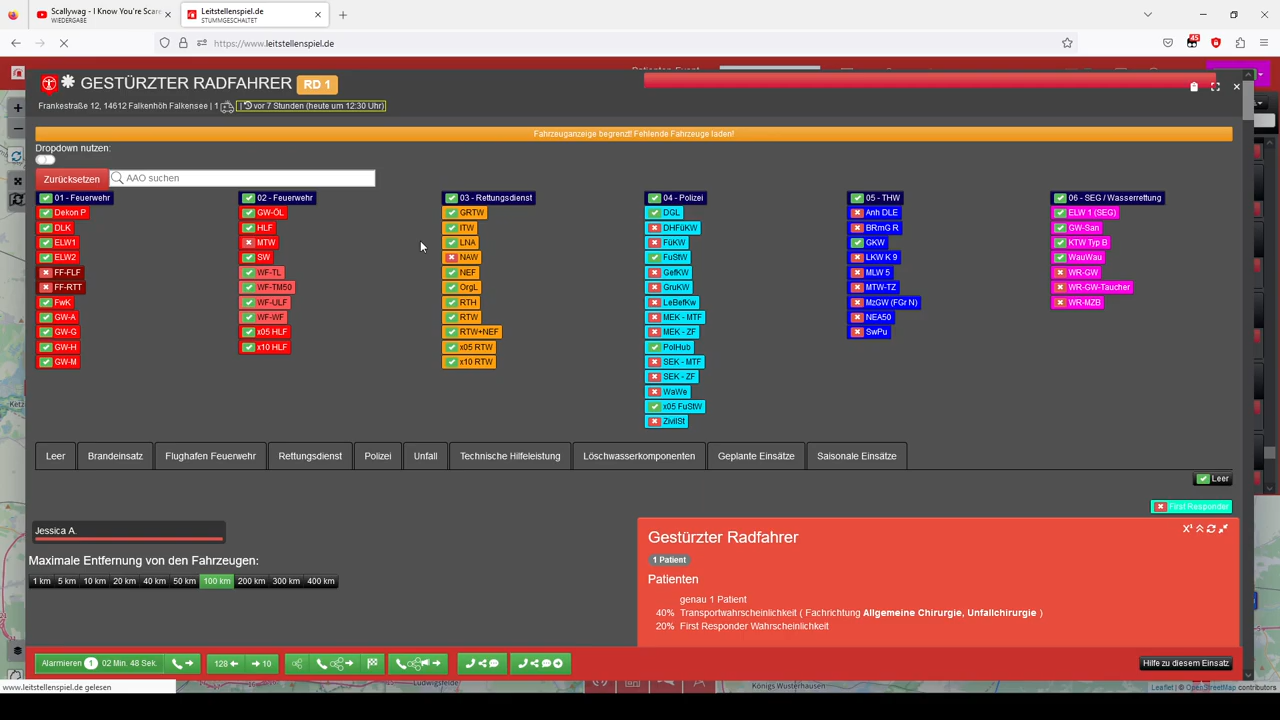 Scallywag - I Know You're Scare
WIEDERGABE
Leitstellenspiel.de
STUMMGESCHALTET
https://www.leitstellenspiel.de
45
GESTÜRZTER RADFAHRER RD 1
Frankestraße 12, 14612 Falkenhöh Falkensee | 1 | vor 7 Stunden (heute um 12:30 Uhr)
Fahrzeuganzeige begrenzt! Fehlende Fahrzeuge laden!
Dropdown nutzen:
Zurücksetzen AAO suchen
01 - Feuerwehr
Dekon P
DLK
ELW1
ELW2
FF-FLF
FF-RTT
FwK
GW-A
GW-G
GW-H
GW-M
02 - Feuerwehr
GW-ÖL
HLF
MTW
SW
WF-TL
WF-TM50
WF-ULF
WF-WF
x05 HLF
x10 HLF
03 - Rettungsdienst
GRTW
ITW
LNA
NAW
NEF
OrgL
RTH
RTW
RTW+NEF
x05 RTW
x10 RTW
04 - Polizei
DGL
DHFüKW
FüKW
FuStW
GefKW
GruKW
LeBefKw
MEK - MTF
MEK - ZF
PolHub
SEK - MTF
SEK - ZF
WaWe
x05 FuStW
ZivilSt
05 - THW
Anh DLE
BRmG R
GKW
LKW K 9
MLW 5
MTW-TZ
MzGW (FGr N)
NEA50
SwPu
06 - SEG / Wasserrettung
ELW 1 (SEG)
GW-San
KTW Typ B
WauWau
WR-GW
WR-GW-Taucher
WR-MZB
Leer Brandeinsatz Flughafen Feuerwehr Rettungsdienst Polizei Unfall Technische Hilfeleistung Löschwasserkomponenten Geplante Einsätze Saisonale Einsätze
Leer
First Responder
Jessica A.
Maximale Entfernung von den Fahrzeugen:
1 km 5 km 10 km 20 km 40 km 50 km 100 km 200 km 300 km 400 km
Gestürzter Radfahrer
1 Patient
Patienten
genau 1 Patient
40% Transportwahrscheinlichkeit ( Fachrichtung Allgemeine Chirurgie, Unfallchirurgie )
20% First Responder Wahrscheinlichkeit
Alarmieren 1 02 Min. 48 Sek. 128 10
Hilfe zu diesem Einsatz
www.leitstellenspiel.de gelesen
Ludwigsfelde
Königs Wusterhausen
Leaflet | © OpenStreetMap contributors